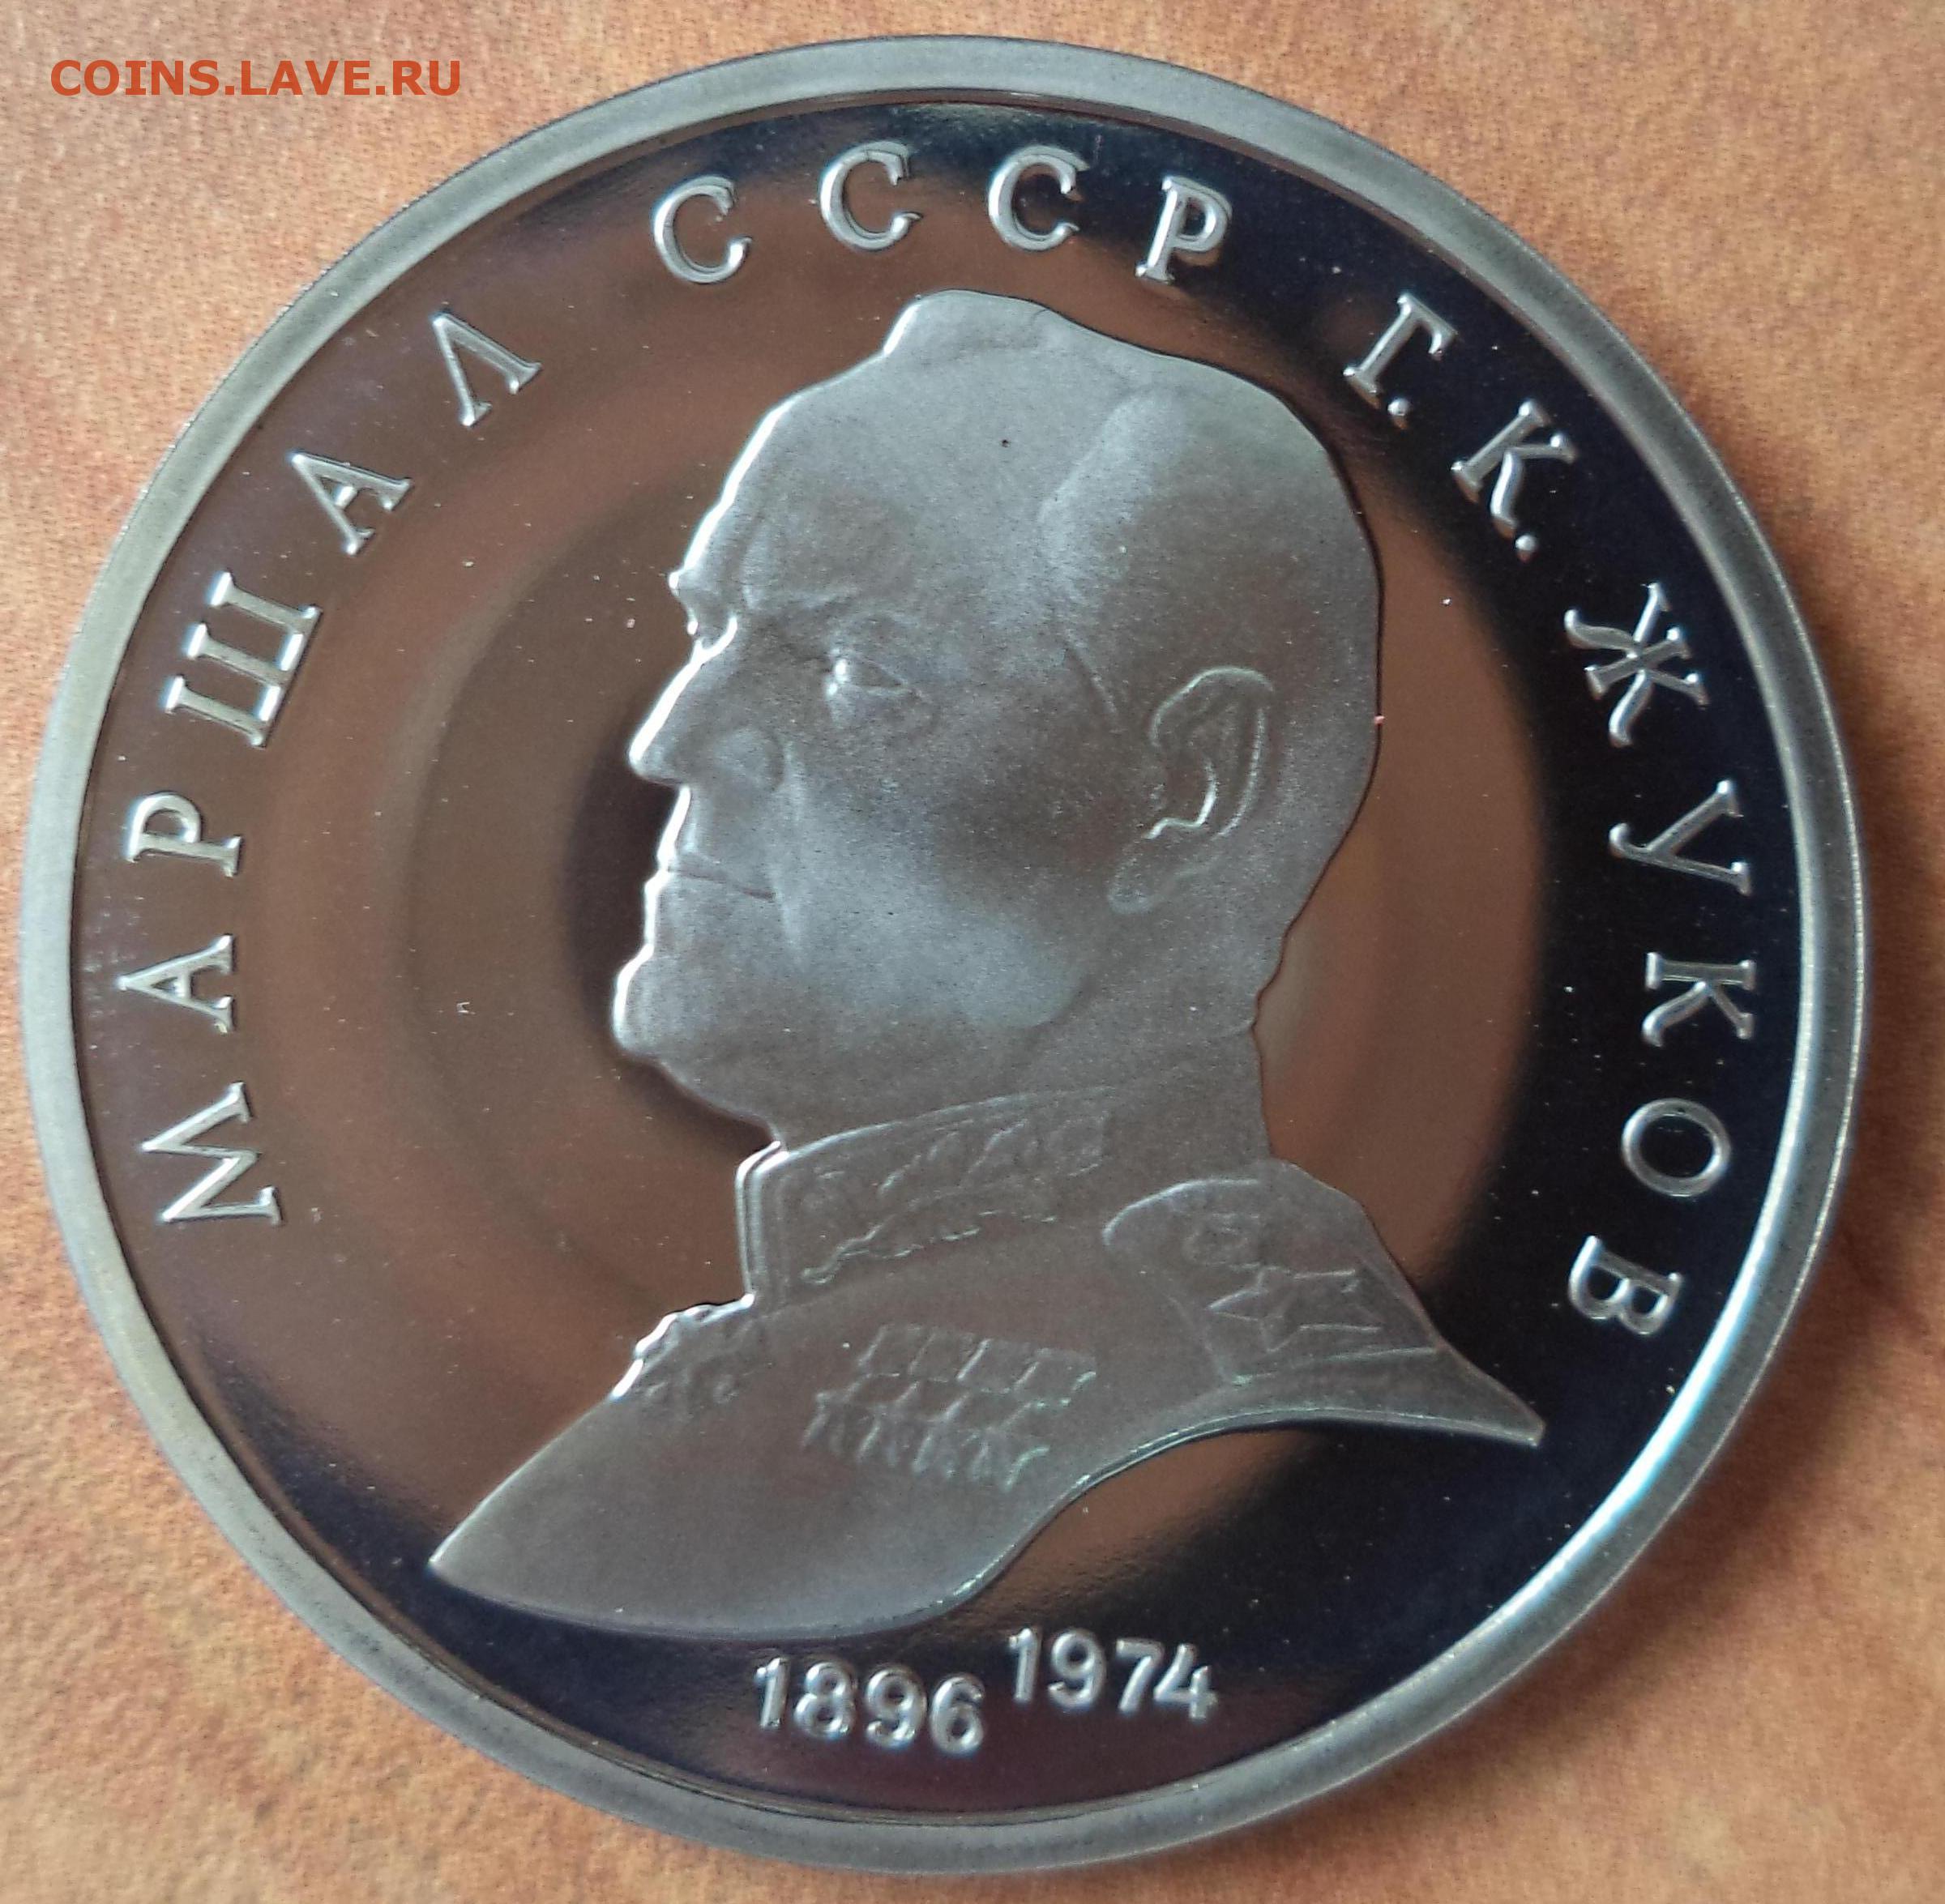 COINS.LAVE.RU
МАРШАЛ СССР Г.К.ЖУКОВ
1896 1974